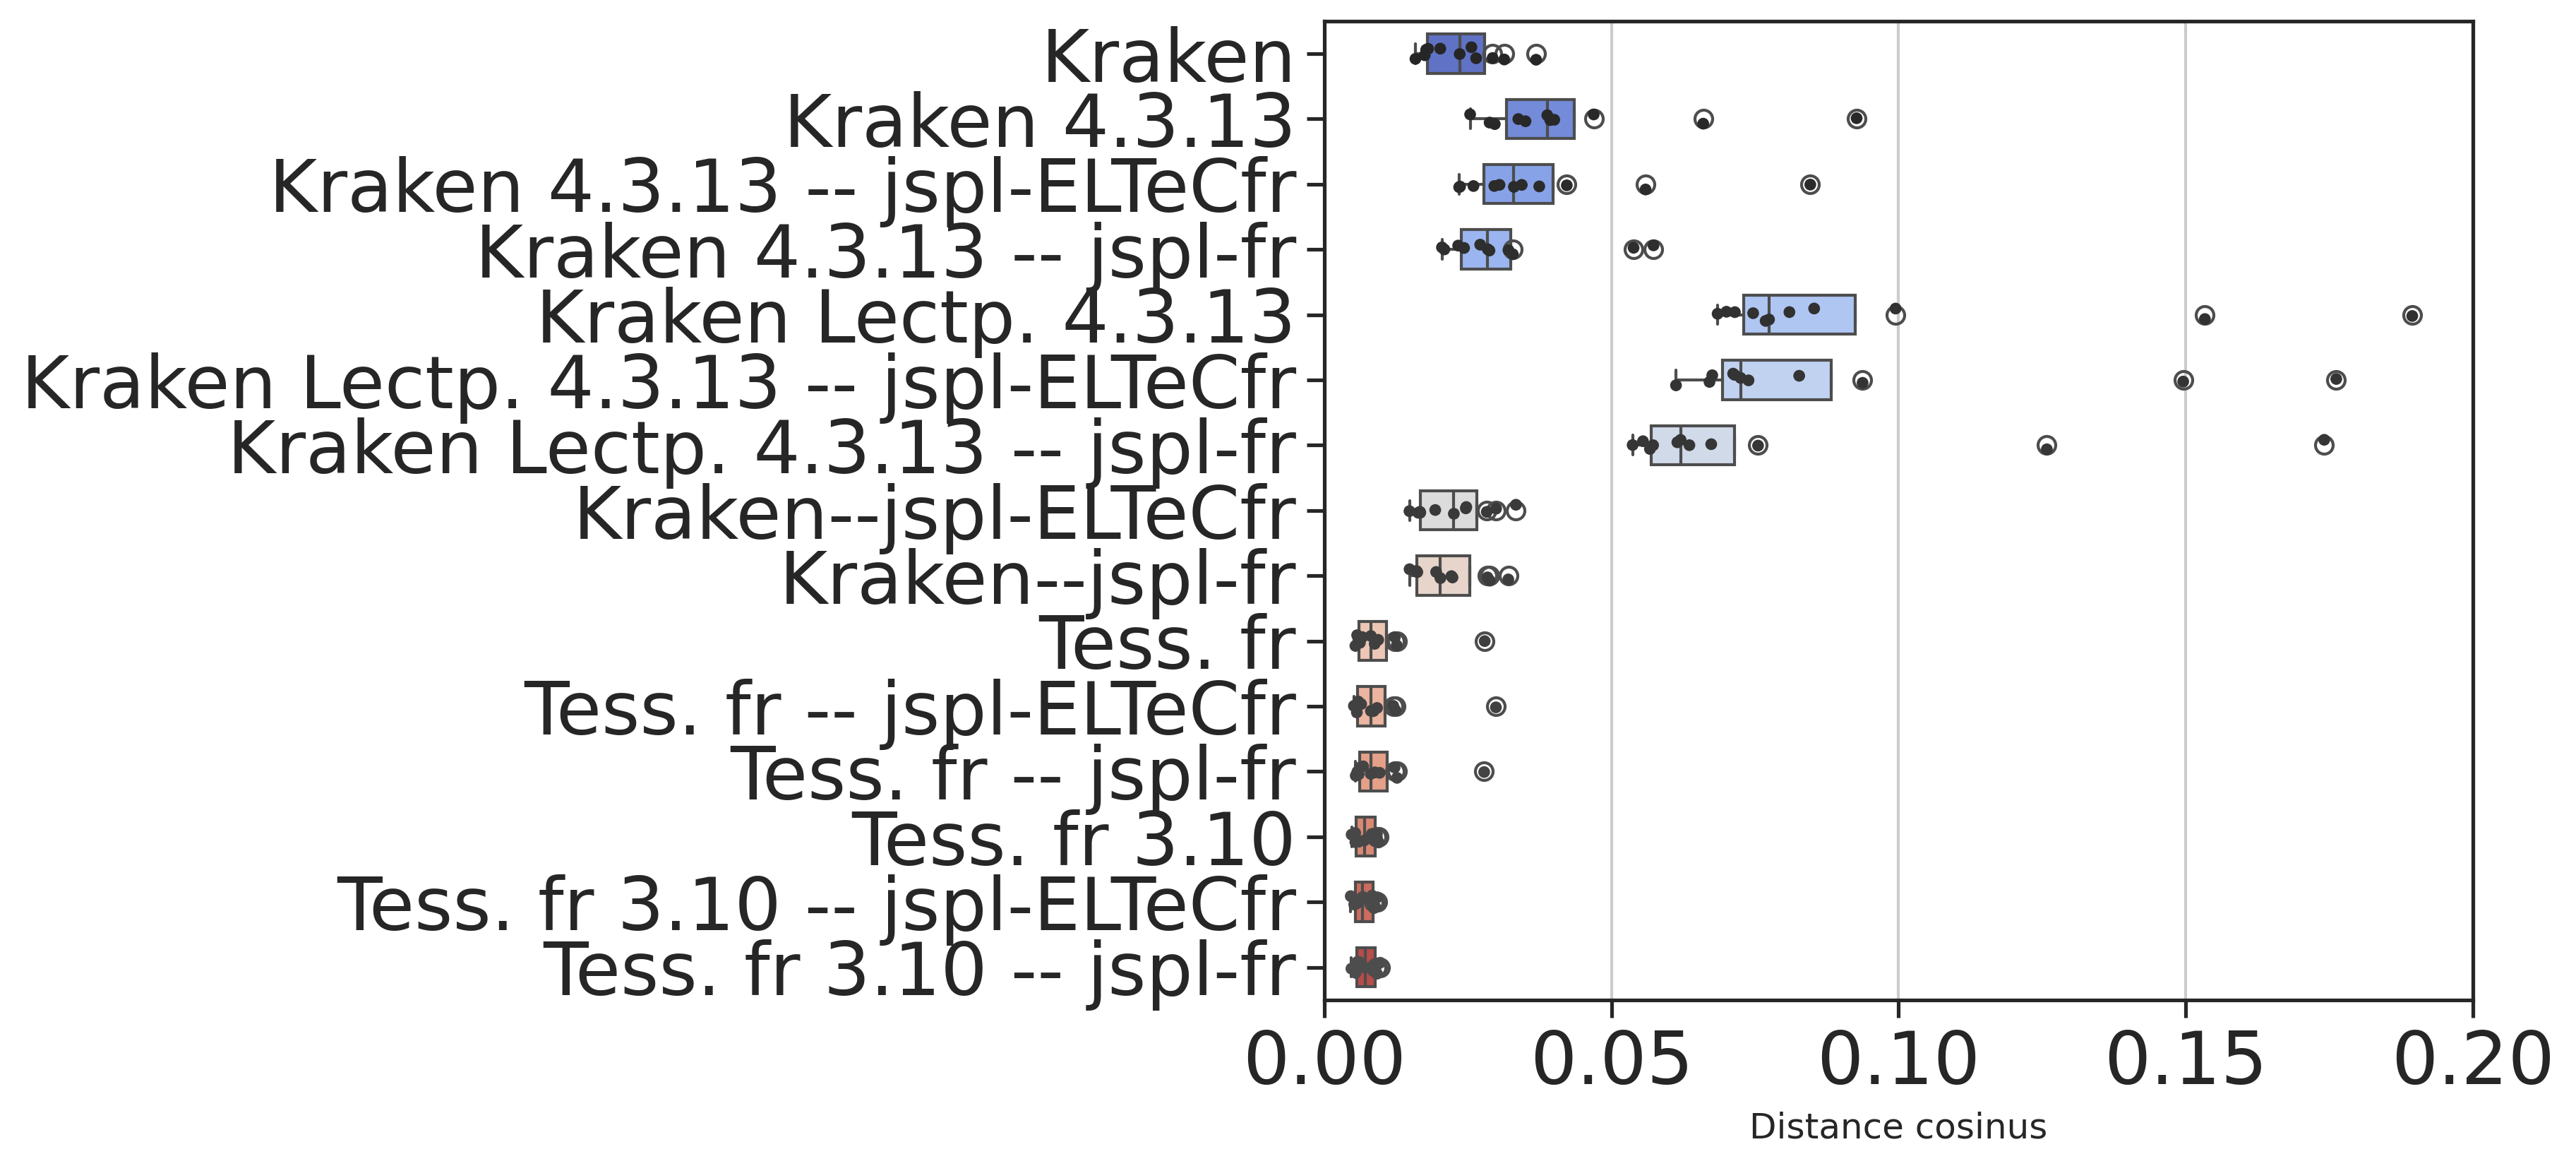 Kraken
Kraken 4.3.13
Kraken 4.3.13 -- jspl-ELTeCfr
Kraken 4.3.13 -- jspl-fr
Kraken Lectp. 4.3.13
Kraken Lectp. 4.3.13 -- jspl-ELTeCfr
Kraken Lectp. 4.3.13 -- jspl-fr
Kraken--jspl-ELTeCfr
Kraken--jspl-fr
Tess. fr
Tess. fr -- jspl-ELTeCfr
Tess. fr -- jspl-fr
Tess. fr 3.10
Tess. fr 3.10 -- jspl-ELTeCfr
Tess. fr 3.10 -- jspl-fr
0.00 0.05 0.10 0.15 0.20
Distance cosinus